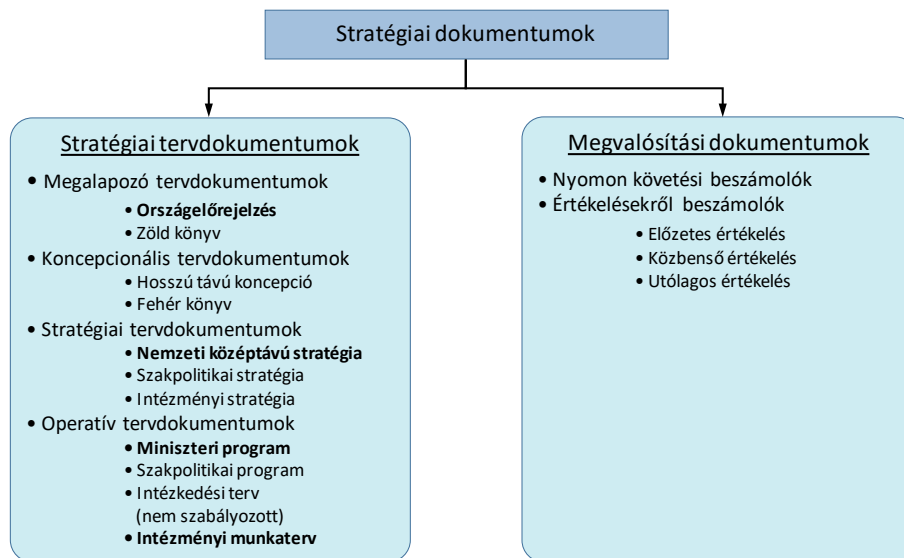 Stratégiai dokumentumok
Stratégiai tervdokumentumok
• Megalapozó tervdokumentumok
• Országelőrejelzés
• Zöld könyv
• Koncepcionális tervdokumentumok
• Hosszú távú koncepció
• Fehér könyv
• Stratégiai tervdokumentumok
• Nemzeti középtávú stratégia
• Szakpolitikai stratégia
• Intézményi stratégia
• Operatív tervdokumentumok
• Miniszteri program
• Szakpolitikai program
• Intézkedési terv
(nem szabályozott)
• Intézményi munkaterv
Megvalósítási dokumentumok
• Nyomon követési beszámolók
• Értékelésekről beszámolók
• Előzetes értékelés
• Közbenső értékelés
• Utólagos értékelés